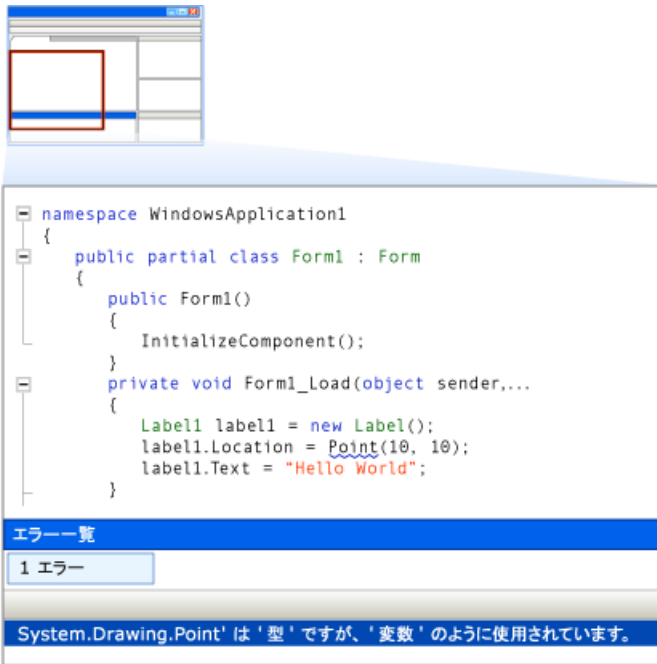 namespace WindowsApplication1
{
public partial class Form1 : Form
{
public Form1()
{
InitializeComponent();
}
private void Form1_Load(object sender,...
{
Label1 label1 = new Label();
label1.Location = Point(10, 10);
label1.Text = "Hello World";
}
エラー一覧
1 エラー
System.Drawing.Point' は ' 型 ' ですが、' 変数 ' のように使用されています。